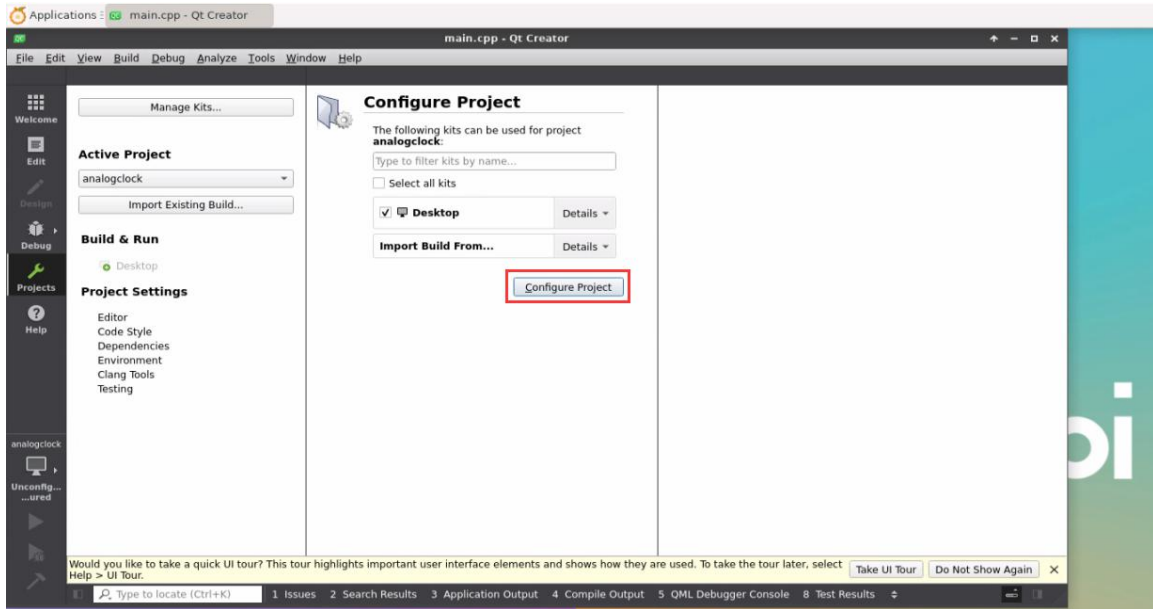 Applications
main.cpp - Qt Creator
main.cpp - Qt Creator
File Edit View Build Debug Analyze Tools Window Help
Welcome
Edit
Design
Debug
Projects
Help
analogclock
Unconfig...
...ured
Manage Kits...
Active Project
analogclock
Import Existing Build...
Build & Run
Desktop
Project Settings
Editor
Code Style
Dependencies
Environment
Clang Tools
Testing
Configure Project
The following kits can be used for project
analogclock:
Type to filter kits by name...
Select all kits
Desktop Details
Import Build From... Details
Configure Project
pi
Would you like to take a quick UI tour? This tour highlights important user interface elements and shows how they are used. To take the tour later, select
Help > UI Tour.
Take UI Tour Do Not Show Again
Type to locate (Ctrl+K) 1 Issues 2 Search Results 3 Application Output 4 Compile Output 5 QML Debugger Console 8 Test Results